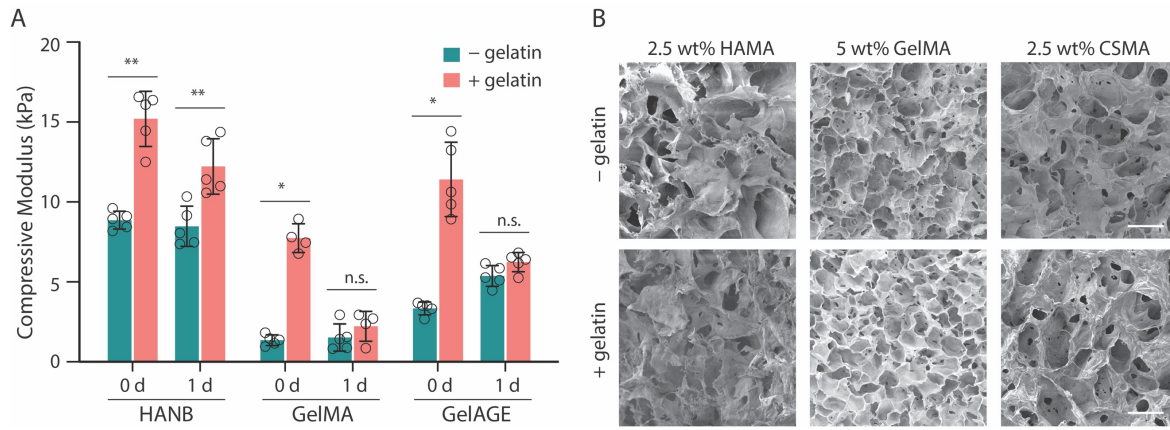 A
Compressive Modulus (kPa)
20
15
10
5
0
− gelatin
+ gelatin
**
**
*
n.s.
*
n.s.
0 d
1 d
0 d
1 d
0 d
1 d
HANB
GelMA
GelAGE
B
2.5 wt% HAMA
5 wt% GelMA
2.5 wt% CSMA
− gelatin
+ gelatin